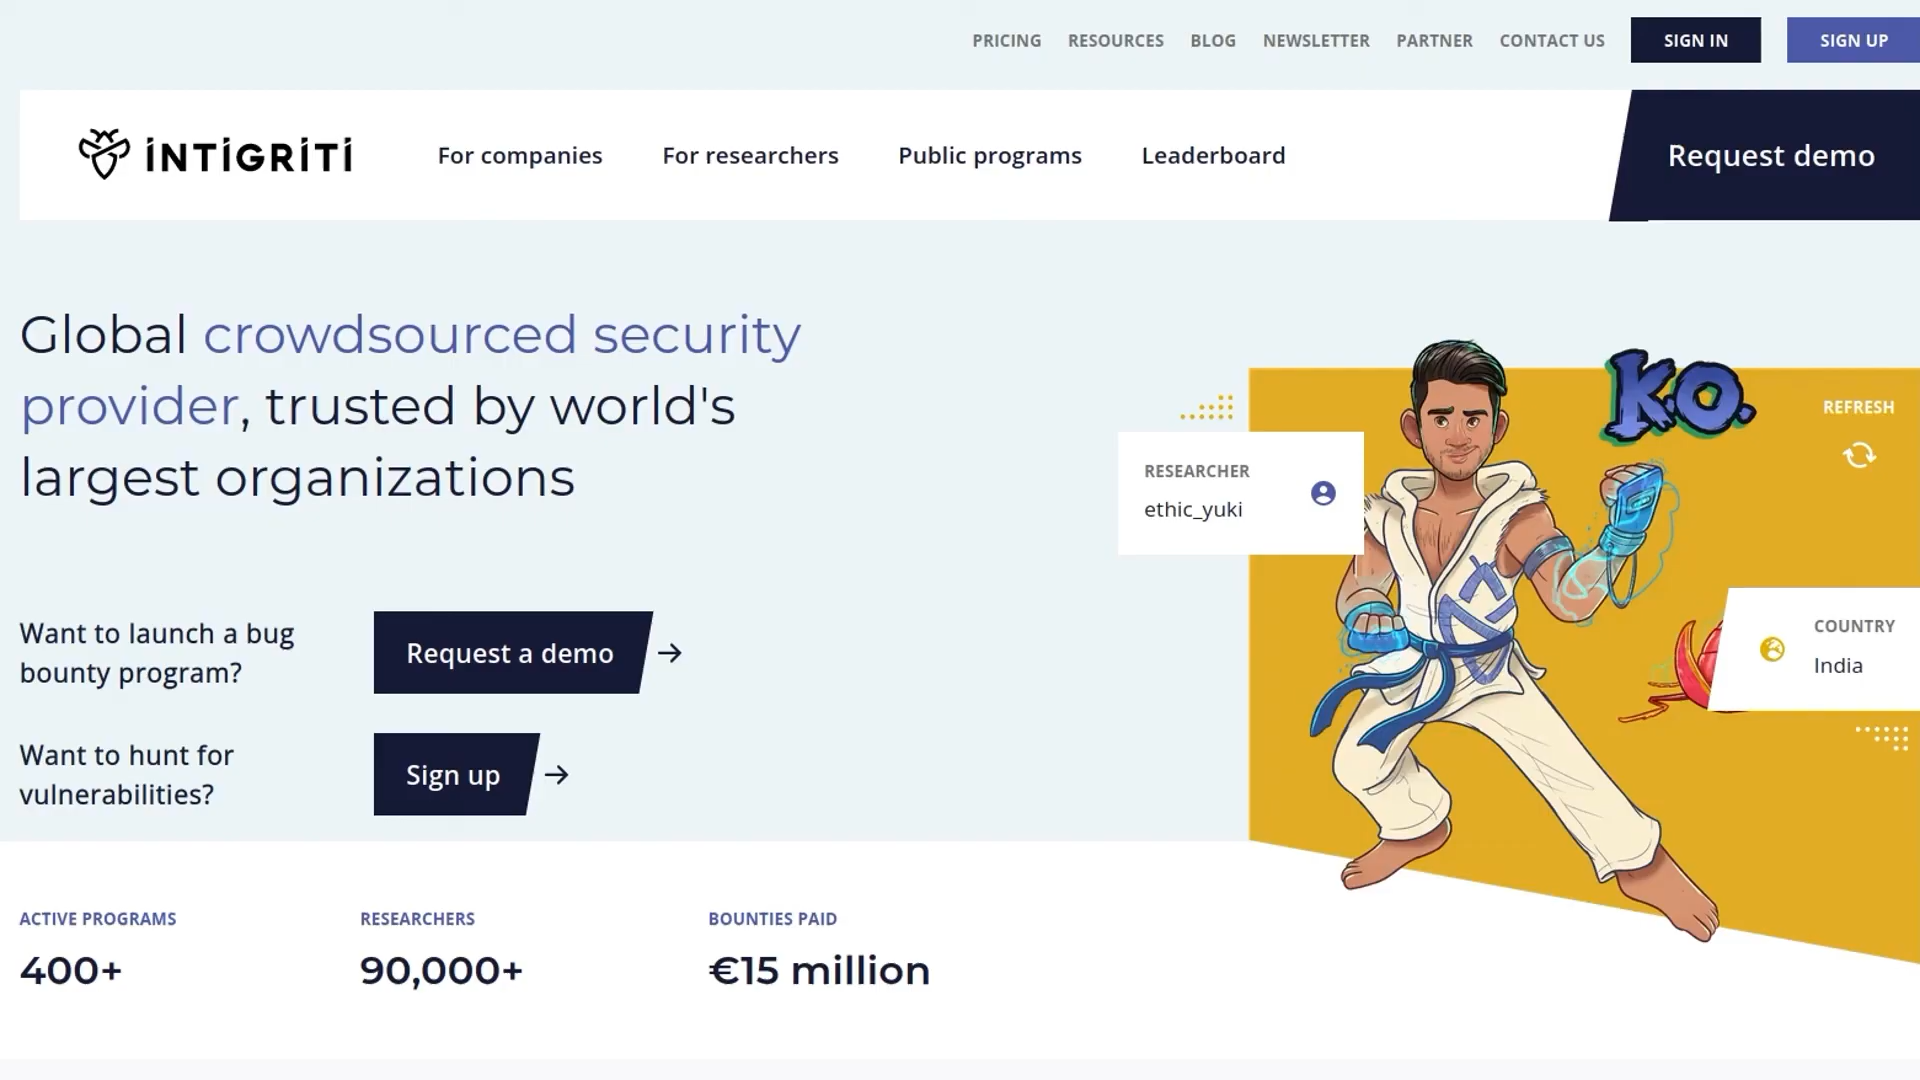 PRICING RESOURCES BLOG NEWSLETTER PARTNER CONTACT US SIGN IN SIGN UP
INTIGRITI For companies For researchers Public programs Leaderboard Request demo
Global crowdsourced security
provider, trusted by world's
largest organizations
K.O.
REFRESH
RESEARCHER
ethic_yuki
COUNTRY
India
Want to launch a bug
bounty program?
Request a demo
Want to hunt for
vulnerabilities?
Sign up
ACTIVE PROGRAMS
400+
RESEARCHERS
90,000+
BOUNTIES PAID
€15 million